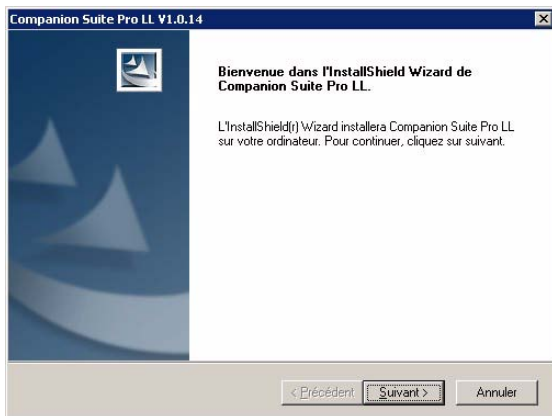 Companion Suite Pro LL V1.0.14
Bienvenue dans l'InstallShield Wizard de
Companion Suite Pro LL.
L'InstallShield(r) Wizard installera Companion Suite Pro LL
sur votre ordinateur. Pour continuer, cliquez sur suivant.
< Précédent Suivant > Annuler